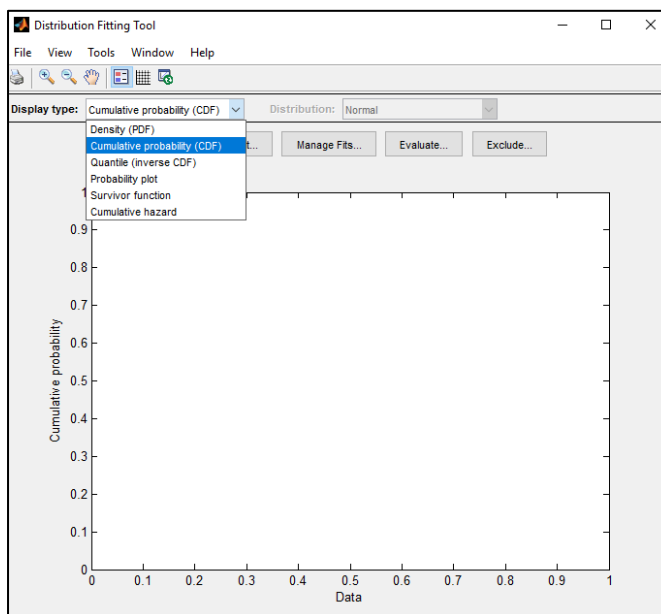 Distribution Fitting Tool
File View Tools Window Help
Display type: Cumulative probability (CDF) Distribution: Normal
Density (PDF)
Cumulative probability (CDF)
Quantile (inverse CDF)
Probability plot
Survivor function
Cumulative hazard
t... Manage Fits... Evaluate... Exclude...
1
0.9
0.8
0.7
0.6
0.5
0.4
0.3
0.2
0.1
0
Cumulative probability
0 0.1 0.2 0.3 0.4 0.5 0.6 0.7 0.8 0.9 1
Data